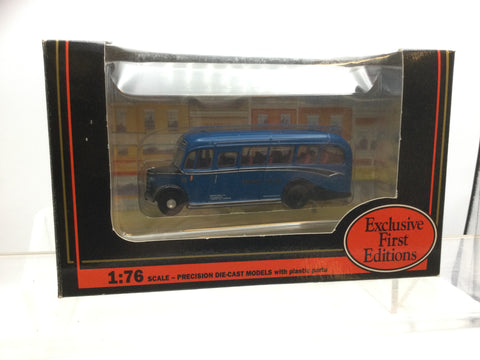 Exclusive
First
Editions
1:76 SCALE – PRECISION DIE-CAST MODELS with plastic parts